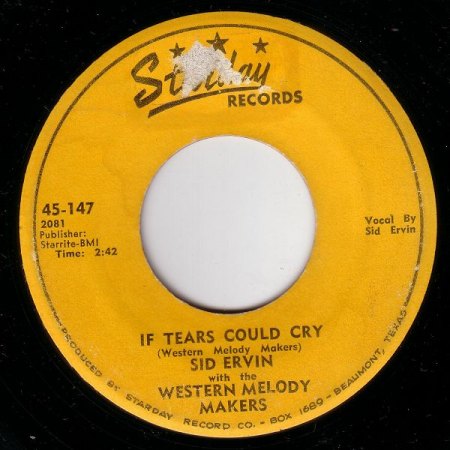 Starday
RECORDS
45-147
2081
Publisher:
Starrite-BMI
Time: 2:42
Vocal By
Sid Ervin
IF TEARS COULD CRY
(Western Melody Makers)
SID ERVIN
with the
WESTERN MELODY
MAKERS
PRODUCED BY STARDAY RECORD CO. - BOX 1689 - BEAUMONT, TEXAS